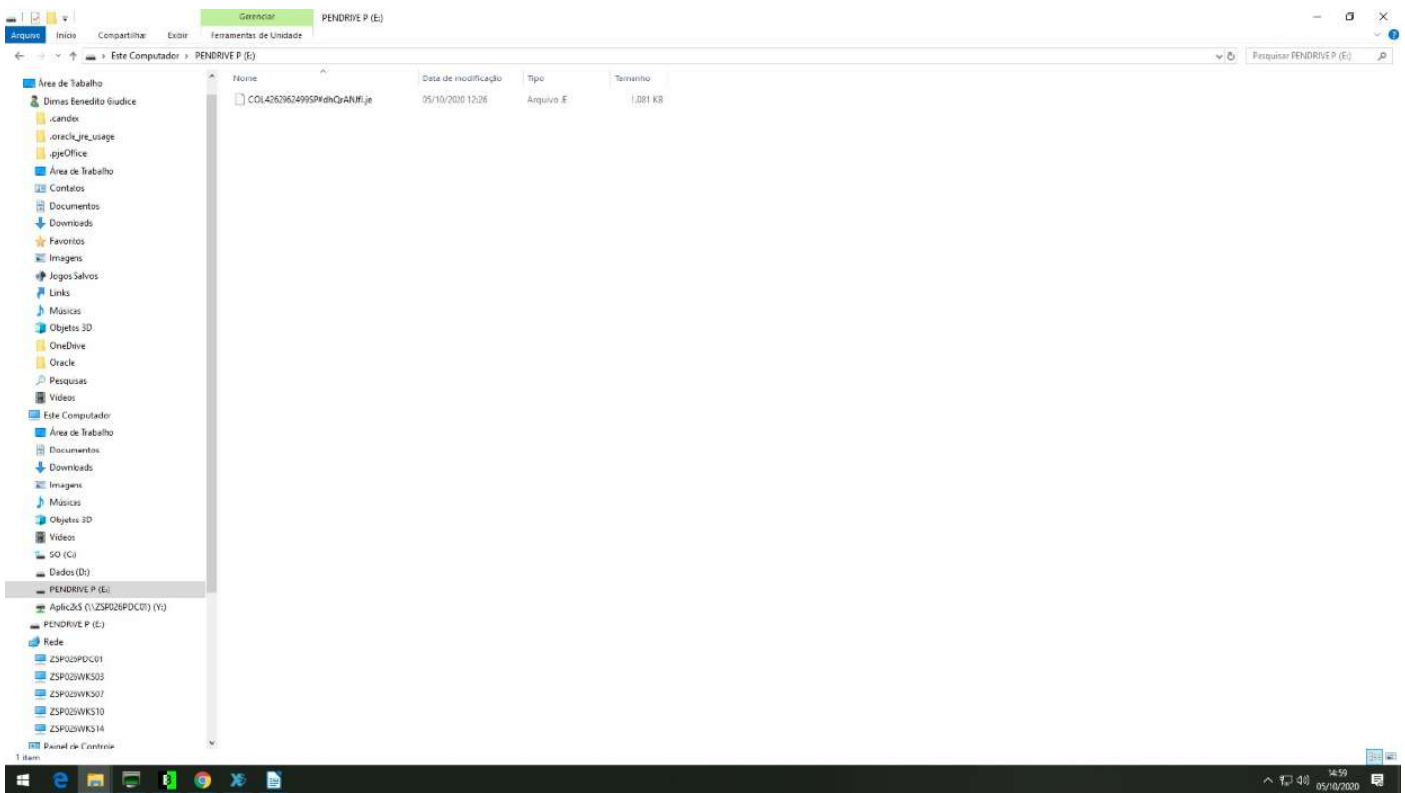 Gerenciar
PENDRIVE P (E:)
Arquivo Início Compartilhar Exibir Ferramentas de Unidade
Este Computador > PENDRIVE P (E:)
Pesquisar PENDRIVE P (E:)
Nome Data de modificação Tipo Tamanho
05/10/2020 12:26 Arquivo JE 1.081 KB
Área de Trabalho
Dimas Benedito Giudice
.candex
.oracle_jre_usage
.pjeOffice
Área de Trabalho
Contatos
Documentos
Downloads
Favoritos
Imagens
Jogos Salvos
Links
Músicas
Objetos 3D
OneDrive
Oracle
Pesquisas
Vídeos
Este Computador
Área de Trabalho
Documentos
Downloads
Imagens
Músicas
Objetos 3D
Vídeos
SO (C:)
Dados (D:)
PENDRIVE P (E:)
Aplic2k$ (\\ZSP026PDC01) (Y:)
PENDRIVE P (E:)
Rede
ZSP026PDC01
ZSP026WKS03
ZSP026WKS07
ZSP026WKS10
ZSP026WKS14
Painel de Controle
1 item
14:59
05/10/2020